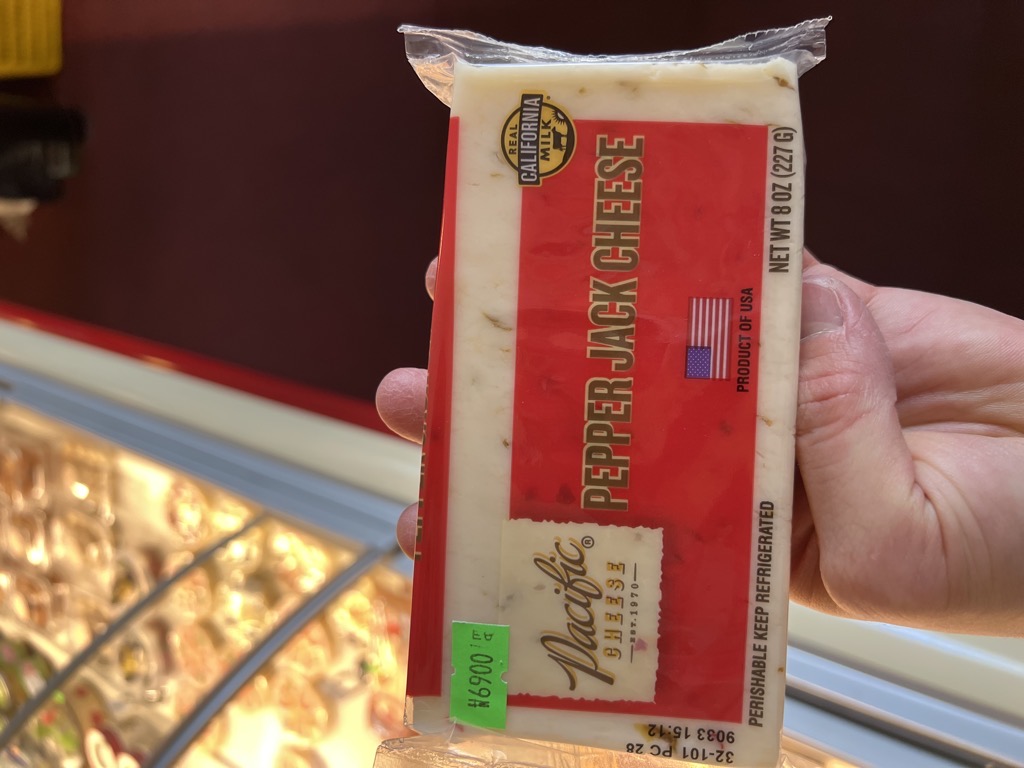 REAL
CALIFORNIA
MILK
PEPPER JACK CHEESE
NET WT 8 OZ (227 G)
PRODUCT OF USA
Pacific®
CHEESE
EST. 1970
PERISHABLE KEEP REFRIGERATED
₩6900
32-101 PC 28
9033 15:12